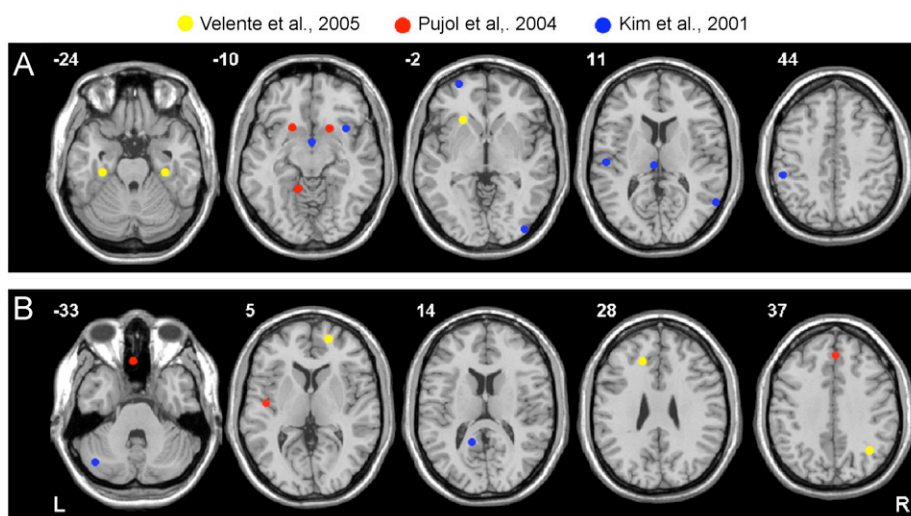 Velente et al., 2005 Pujol et al,. 2004 Kim et al., 2001
A -24 -10 -2 11 44
B -33 5 14 28 37
L R